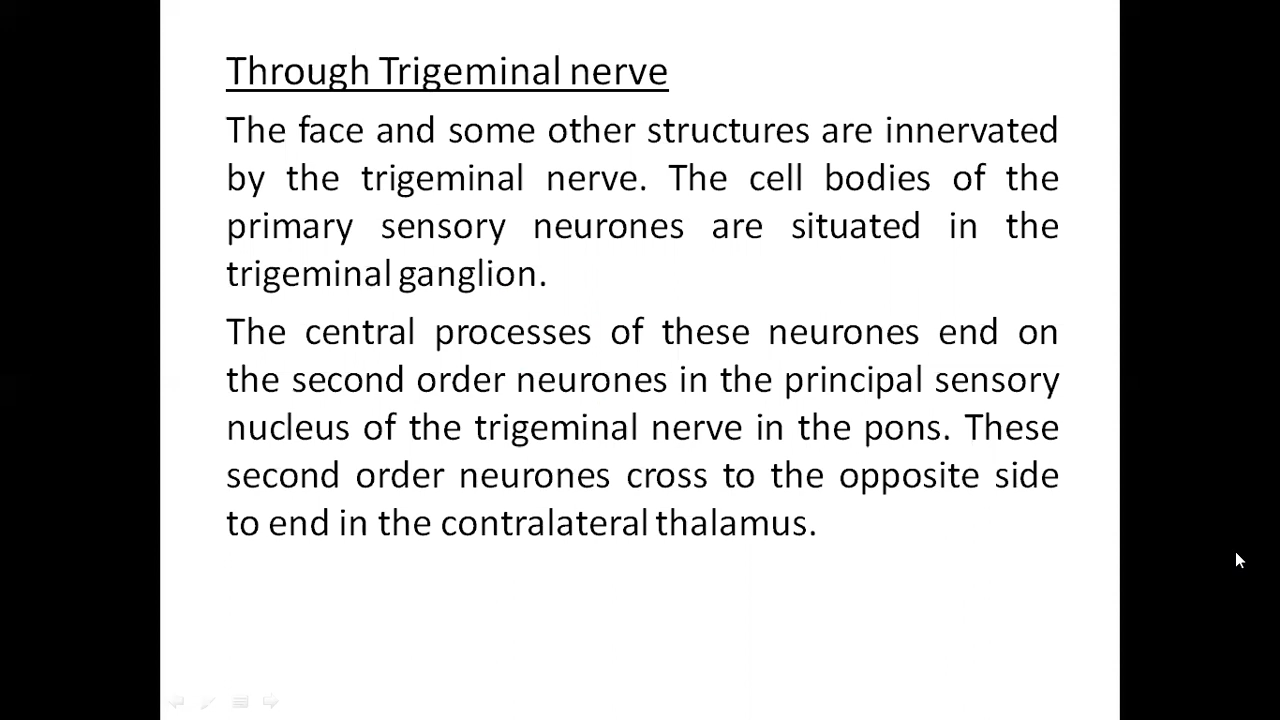 Through Trigeminal nerve
The face and some other structures are innervated
by the trigeminal nerve. The cell bodies of the
primary sensory neurones are situated in the
trigeminal ganglion.
The central processes of these neurones end on
the second order neurones in the principal sensory
nucleus of the trigeminal nerve in the pons. These
second order neurones cross to the opposite side
to end in the contralateral thalamus.